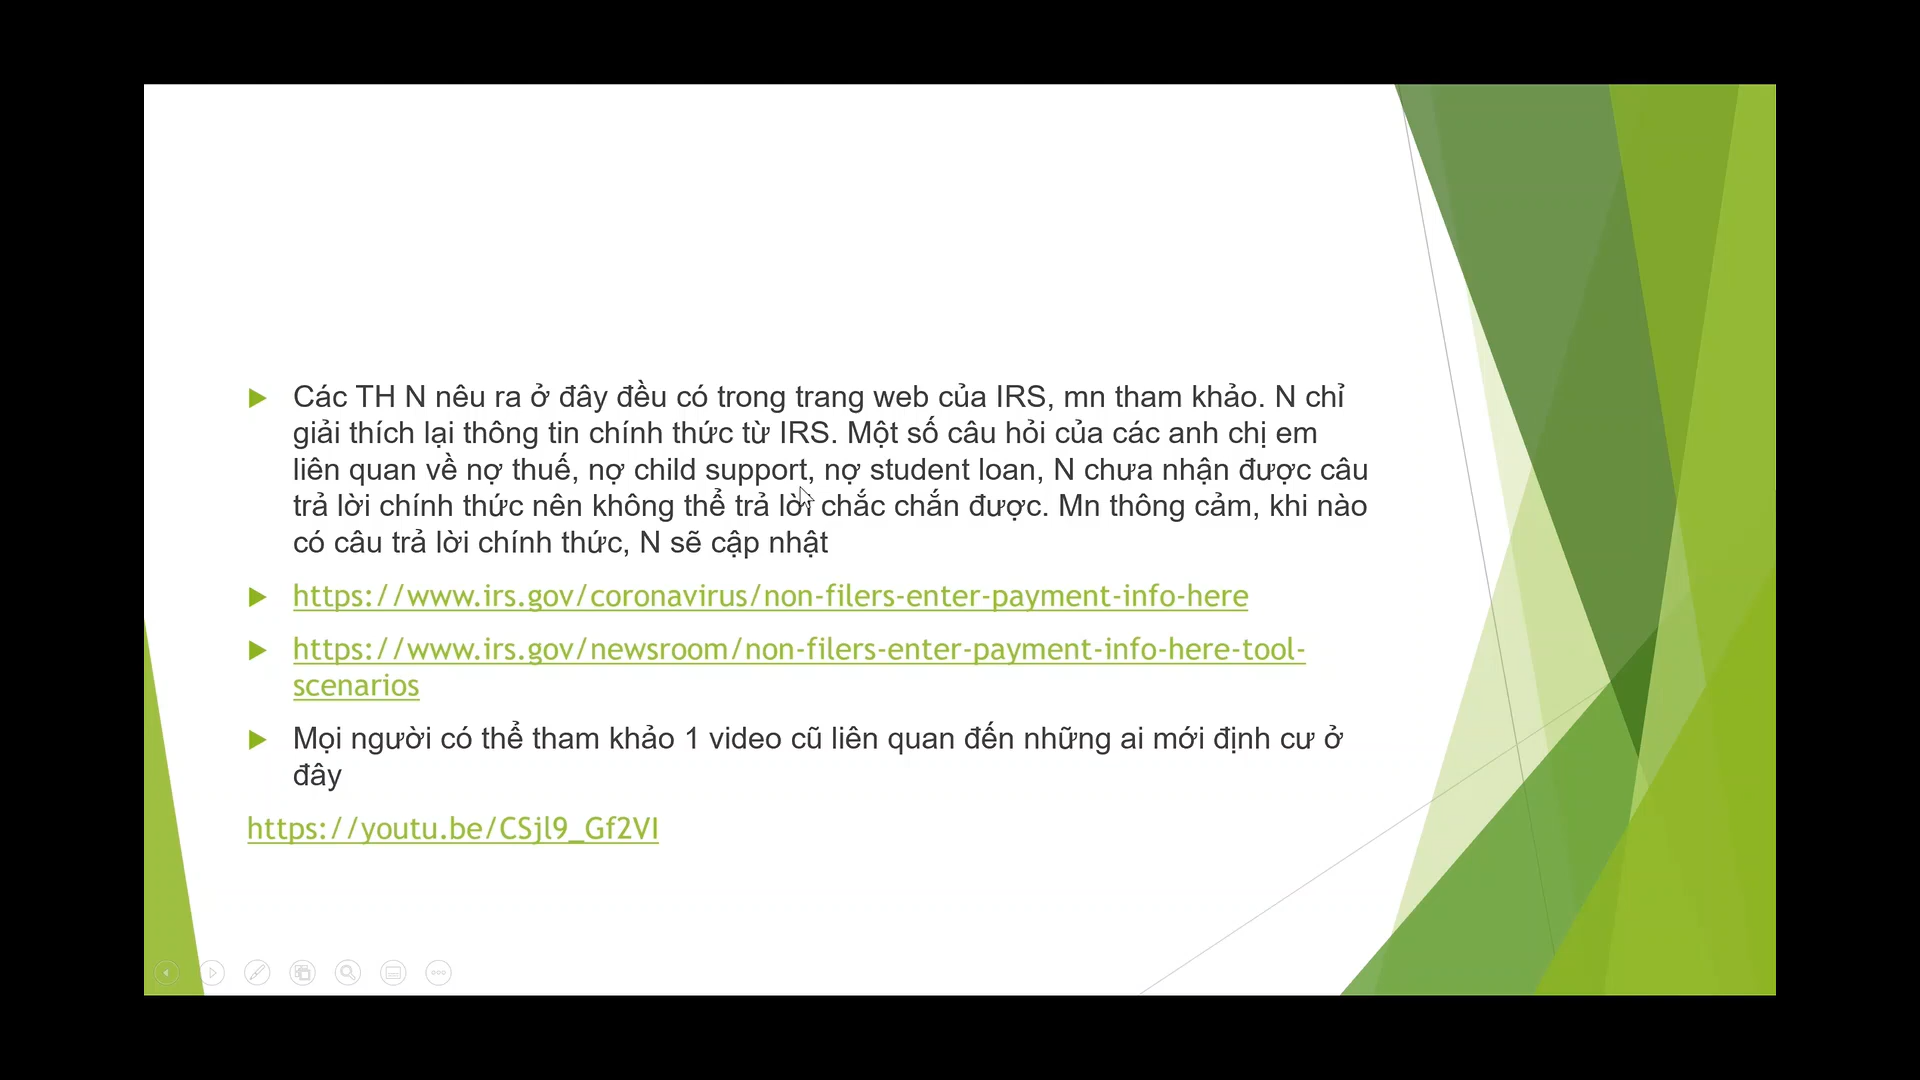 Các TH N nêu ra ở đây đều có trong trang web của IRS, mn tham khảo. N chỉ
giải thích lại thông tin chính thức từ IRS. Một số câu hỏi của các anh chị em
liên quan về nợ thuế, nợ child support, nợ student loan, N chưa nhận được câu
trả lời chính thức nên không thể trả lời chắc chắn được. Mn thông cảm, khi nào
có câu trả lời chính thức, N sẽ cập nhật
https://www.irs.gov/coronavirus/non-filers-enter-payment-info-here
https://www.irs.gov/newsroom/non-filers-enter-payment-info-here-tool-
scenarios
Mọi người có thể tham khảo 1 video cũ liên quan đến những ai mới định cư ở
đây
https://youtu.be/CSjl9_Gf2VI